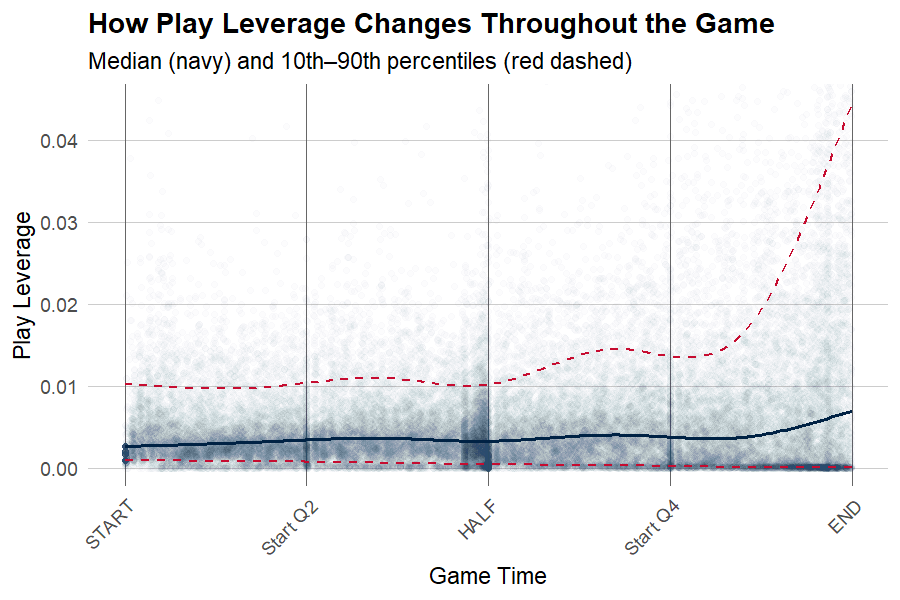 How Play Leverage Changes Throughout the Game
Median (navy) and 10th–90th percentiles (red dashed)
Play Leverage
0.04
0.03
0.02
0.01
0.00
START
Start Q2
HALF
Start Q4
END
Game Time